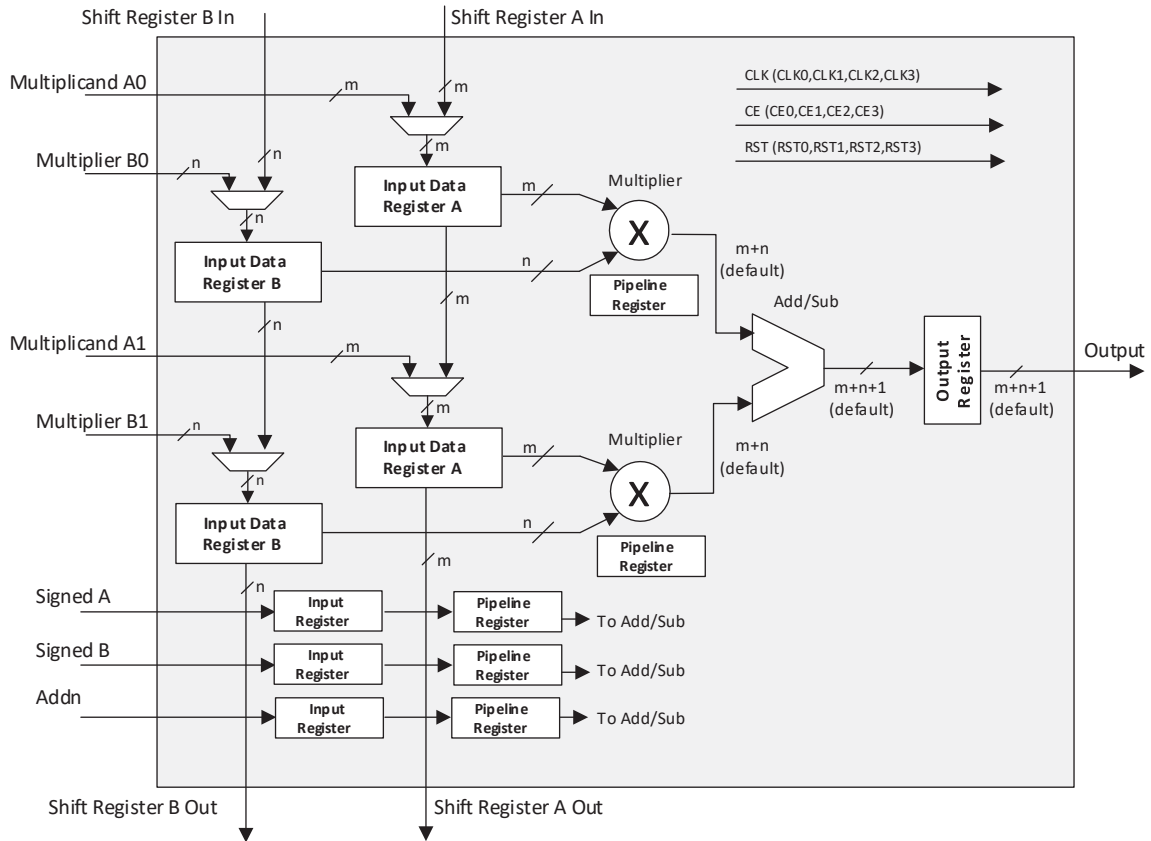 Shift Register B In
Shift Register A In
Multiplicand A0
m
m
CLK (CLK0,CLK1,CLK2,CLK3)
CE (CE0,CE1,CE2,CE3)
RST (RST0,RST1,RST2,RST3)
m
Multiplier B0
n
n
n
Input Data
Register A
m
Multiplier
X
m+n
(default)
Input Data
Register B
n
Pipeline
Register
m
n
Add/Sub
Multiplicand A1
m
m
Output
Register
Output
m+n+1
(default)
m+n+1
(default)
Multiplier B1
n
n
Input Data
Register A
m
Multiplier
X
m+n
(default)
Input Data
Register B
n
Pipeline
Register
m
n
Signed A
Input
Register
Pipeline
Register
To Add/Sub
Signed B
Input
Register
Pipeline
Register
To Add/Sub
Addn
Input
Register
Pipeline
Register
To Add/Sub
Shift Register B Out
Shift Register A Out